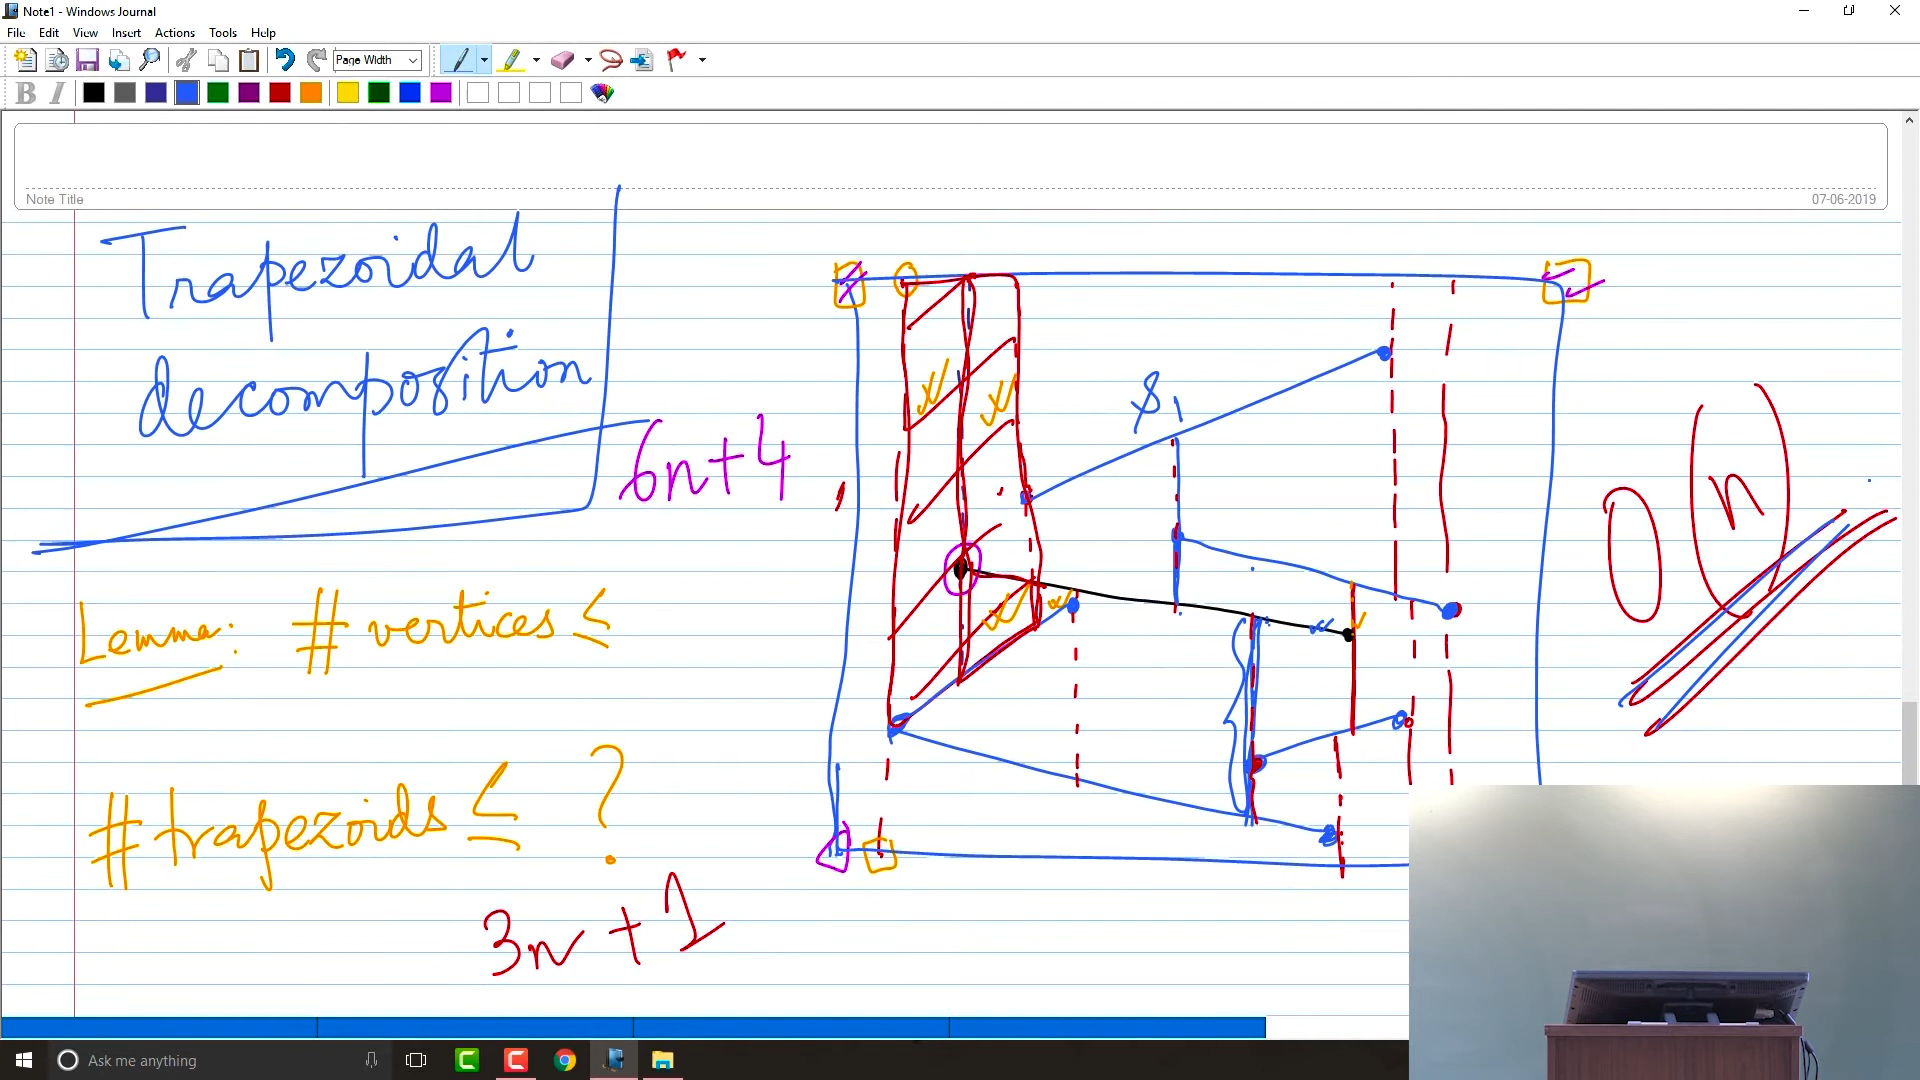 Note1 - Windows Journal
File Edit View Insert Actions Tools Help
Page Width
B I
Note Title
07-06-2019
Trapezoidal
decomposition
6n+4
Lemma: # vertices ≤
# trapezoids ≤ ?
3n + 1
S1
O(n)
Ask me anything